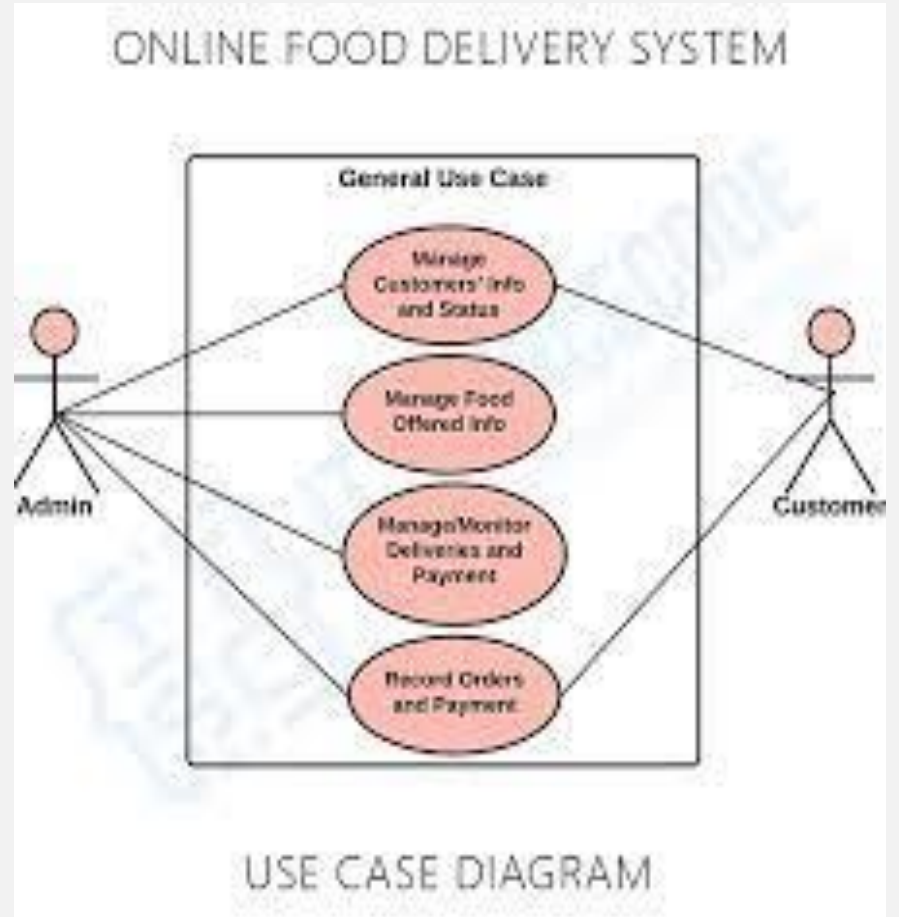 ONLINE FOOD DELIVERY SYSTEM
General Use Case
Manage
Customers' Info
and Status
Manage Food
Offered Info
Manage/Monitor
Deliveries and
Payment
Record Orders
and Payment
Admin
Customer
USE CASE DIAGRAM